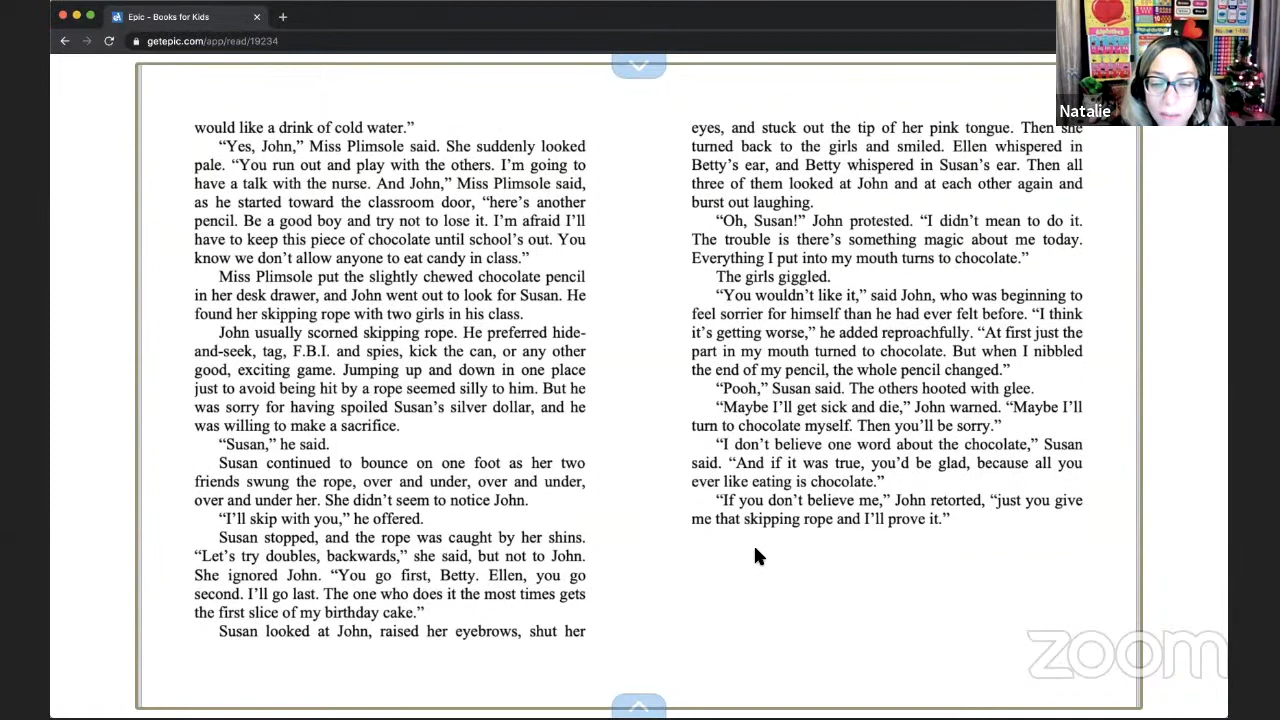 Epic - Books for Kids
getepic.com/app/read/19234
Natalie
would like a drink of cold water.”
“Yes, John,” Miss Plimsole said. She suddenly looked
pale. “You run out and play with the others. I’m going to
have a talk with the nurse. And John,” Miss Plimsole said,
as he started toward the classroom door, “here’s another
pencil. Be a good boy and try not to lose it. I’m afraid I’ll
have to keep this piece of chocolate until school’s out. You
know we don’t allow anyone to eat candy in class.”
Miss Plimsole put the slightly chewed chocolate pencil
in her desk drawer, and John went out to look for Susan. He
found her skipping rope with two girls in his class.
John usually scorned skipping rope. He preferred hide-
and-seek, tag, F.B.I. and spies, kick the can, or any other
good, exciting game. Jumping up and down in one place
just to avoid being hit by a rope seemed silly to him. But he
was sorry for having spoiled Susan’s silver dollar, and he
was willing to make a sacrifice.
“Susan,” he said.
Susan continued to bounce on one foot as her two
friends swung the rope, over and under, over and under,
over and under her. She didn’t seem to notice John.
“I’ll skip with you,” he offered.
Susan stopped, and the rope was caught by her shins.
“Let’s try doubles, backwards,” she said, but not to John.
She ignored John. “You go first, Betty. Ellen, you go
second. I’ll go last. The one who does it the most times gets
the first slice of my birthday cake.”
Susan looked at John, raised her eyebrows, shut her
eyes, and stuck out the tip of her pink tongue. Then she
turned back to the girls and smiled. Ellen whispered in
Betty’s ear, and Betty whispered in Susan’s ear. Then all
three of them looked at John and at each other again and
burst out laughing.
“Oh, Susan!” John protested. “I didn’t mean to do it.
The trouble is there’s something magic about me today.
Everything I put into my mouth turns to chocolate.”
The girls giggled.
“You wouldn’t like it,” said John, who was beginning to
feel sorrier for himself than he had ever felt before. “I think
it’s getting worse,” he added reproachfully. “At first just the
part in my mouth turned to chocolate. But when I nibbled
the end of my pencil, the whole pencil changed.”
“Pooh,” Susan said. The others hooted with glee.
“Maybe I’ll get sick and die,” John warned. “Maybe I’ll
turn to chocolate myself. Then you’ll be sorry.”
“I don’t believe one word about the chocolate,” Susan
said. “And if it was true, you’d be glad, because all you
ever like eating is chocolate.”
“If you don’t believe me,” John retorted, “just you give
me that skipping rope and I’ll prove it.”
zoom